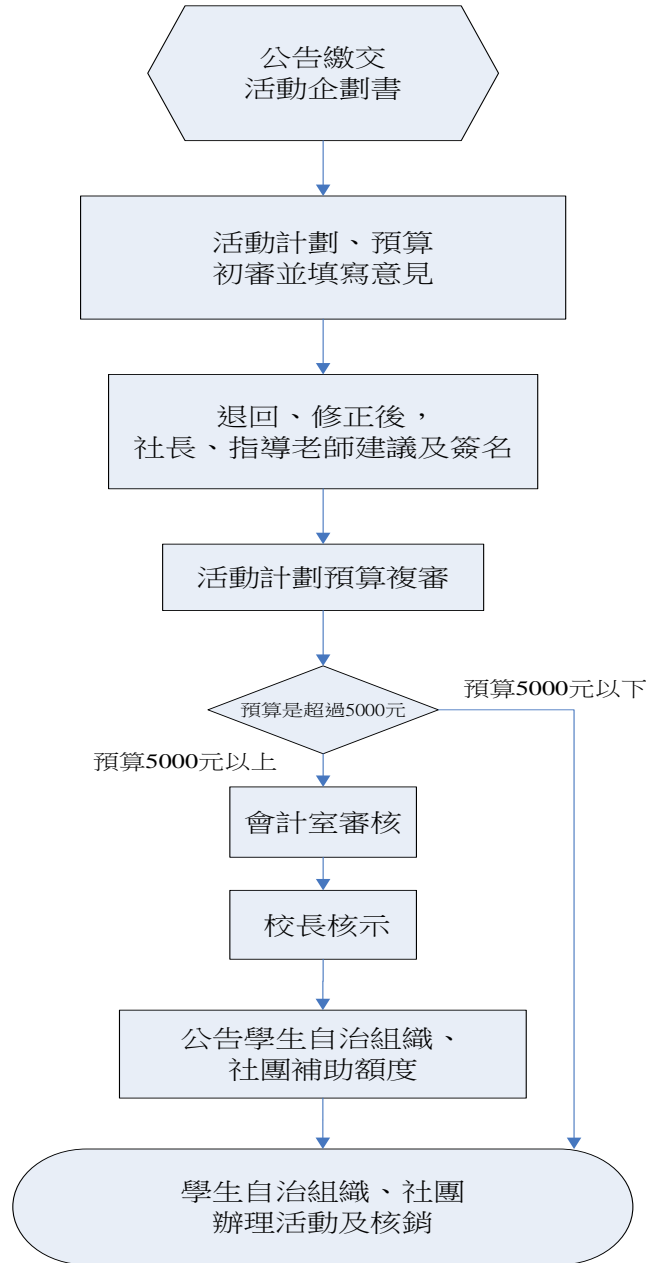 公告繳交
活動企劃書
活動計劃、預算
初審並填寫意見
退回、修正後，
社長、指導老師建議及簽名
活動計劃預算複審
預算5000元以下
預算是超過5000元
預算5000元以上
會計室審核
校長核示
公告學生自治組織、
社團補助額度
學生自治組織、社團
辦理活動及核銷